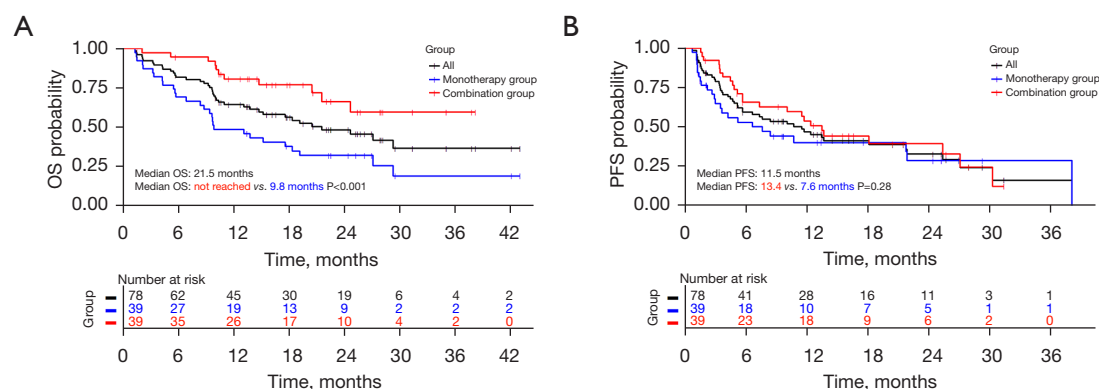 A
OS probability
1.00
0.75
0.50
0.25
0.00
Group
All
Monotherapy group
Combination group
Median OS: 21.5 months
Median OS: not reached vs. 9.8 months P<0.001
0 6 12 18 24 30 36 42
Time, months
Number at risk
Group
78 62 45 30 19 6 4 2
39 27 19 13 9 2 2 2
39 35 26 17 10 4 2 0
0 6 12 18 24 30 36 42
Time, months
B
PFS probability
1.00
0.75
0.50
0.25
0.00
Group
All
Monotherapy group
Combination group
Median PFS: 11.5 months
Median PFS: 13.4 vs. 7.6 months P=0.28
0 6 12 18 24 30 36
Time, months
Number at risk
Group
78 41 28 16 11 3 1
39 18 10 7 5 1 1
39 23 18 9 6 2 0
0 6 12 18 24 30 36
Time, months